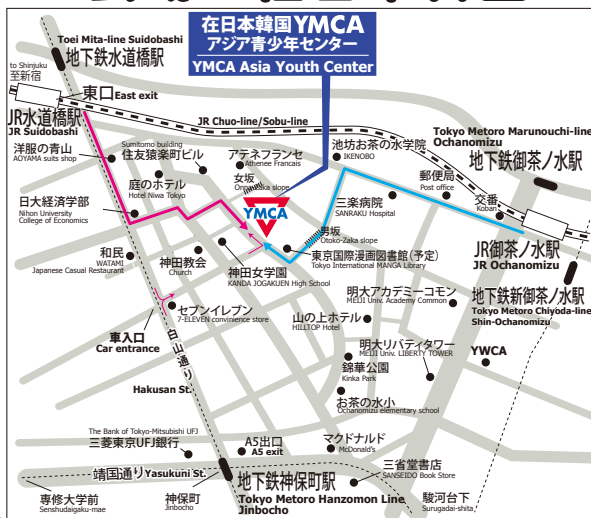 在日本韓国YMCA
アジア青少年センター
YMCA Asia Youth Center
Toei Mita-line Suidobashi
地下鉄水道橋駅
to Shinjuku
至新宿
東口 East exit
JR水道橋駅
JR Suidobashi
JR Chuo-line/Sobu-line
Tokyo Metoro Marunouchi-line
Ochanomizu
地下鉄御茶ノ水駅
洋服の青山
AOYAMA suits shop
Sumitomo building
住友猿楽町ビル
アテネフランセ
Athenee Francais
池坊お茶の水学院
IKENOBO
郵便局
Post office
女坂
slope
庭のホテル
Hotel Niwa Tokyo
三楽病院
SANRAKU Hospital
交番
Koban
日大経済学部
Nihon University
College of Economics
YMCA
男坂
Otoko-Zaka slope
JR御茶ノ水駅
JR Ochanomizu
和民
WATAMI
Japanese Casual Restaurant
神田教会
Church
神田女学園
KANDA JOGAKUEN High School
東京国際漫画図書館(予定)
Tokyo International MANGA Library
地下鉄新御茶ノ水駅
Tokyo Metoro Chiyoda-line
Shin-Ochanomizu
明大アカデミーコモン
MEIJI Univ. Academy Common
セブンイレブン
7-ELEVEN convinience store
山の上ホテル
HILLTOP Hotel
車入口
Car entrance
白山通り
Hakusan St.
明大リバティタワー
MEIJI Univ. LIBERTY TOWER
YWCA
錦華公園
Kinka Park
お茶の水小
Ochanomizu elementary school
The Bank of Tokyo-Mitsubishi UFJ
三菱東京UFJ銀行
A5出口
A5 exit
マクドナルド
McDonald's
三省堂書店
SANSEIDO Book Store
靖国通り Yasukuni St.
地下鉄神保町駅
Tokyo Metoro Hanzomon Line
Jinbocho
専修大学前
Senshudaigaku-mae
神保町
Jinbocho
駿河台下
Surugadai-shita